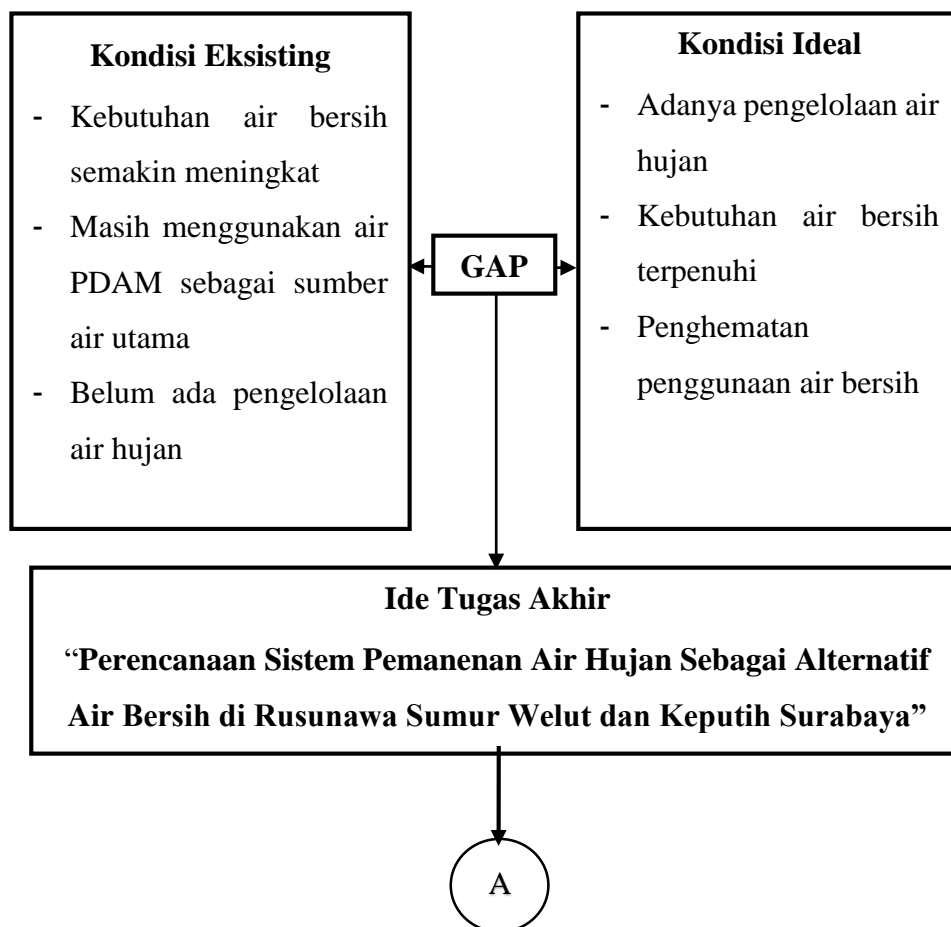 Kondisi Eksisting
- Kebutuhan air bersih
semakin meningkat
- Masih menggunakan air
PDAM sebagai sumber
air utama
- Belum ada pengelolaan
air hujan
GAP
Kondisi Ideal
- Adanya pengelolaan air
hujan
- Kebutuhan air bersih
terpenuhi
- Penghematan
penggunaan air bersih
Ide Tugas Akhir
“Perencanaan Sistem Pemanenan Air Hujan Sebagai Alternatif
Air Bersih di Rusunawa Sumur Welut dan Keputih Surabaya”
A